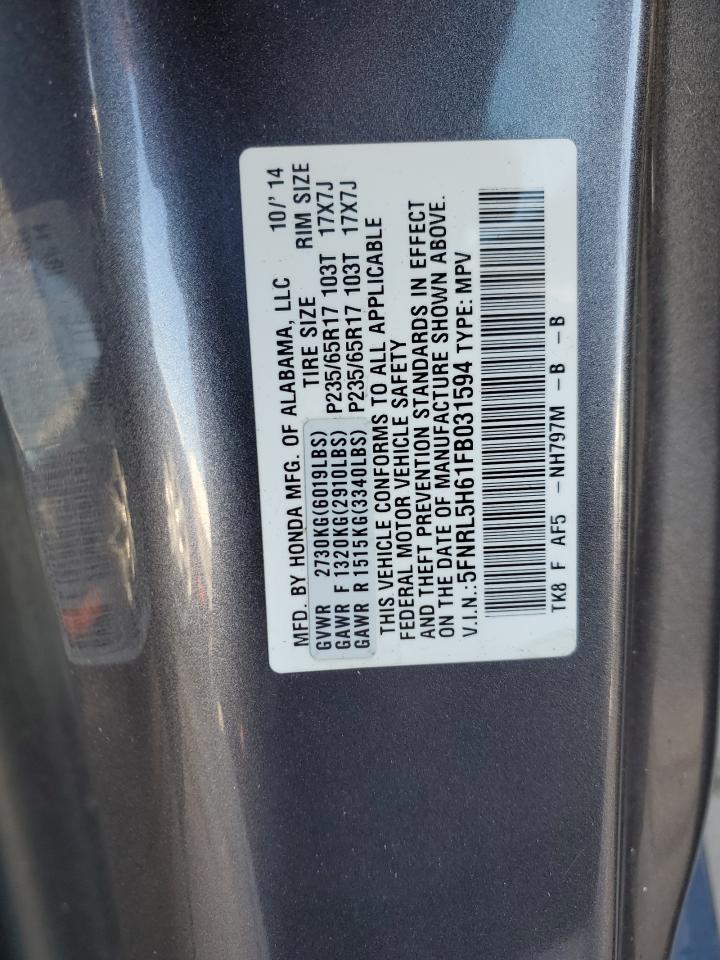 MFD. BY HONDA MFG. OF ALABAMA, LLC 10/' 14
TIRE SIZE RIM SIZE
GVWR 2730KG(6019LBS)
GAWR F 1320KG(2910LBS) P235/65R17 103T 17X7J
GAWR R 1515KG(3340LBS) P235/65R17 103T 17X7J
THIS VEHICLE CONFORMS TO ALL APPLICABLE
FEDERAL MOTOR VEHICLE SAFETY
AND THEFT PREVENTION STANDARDS IN EFFECT
ON THE DATE OF MANUFACTURE SHOWN ABOVE.
V.I.N.:5FNRL5H61FB031594 TYPE: MPV
TK8 F AF5 -NH797M -B -B